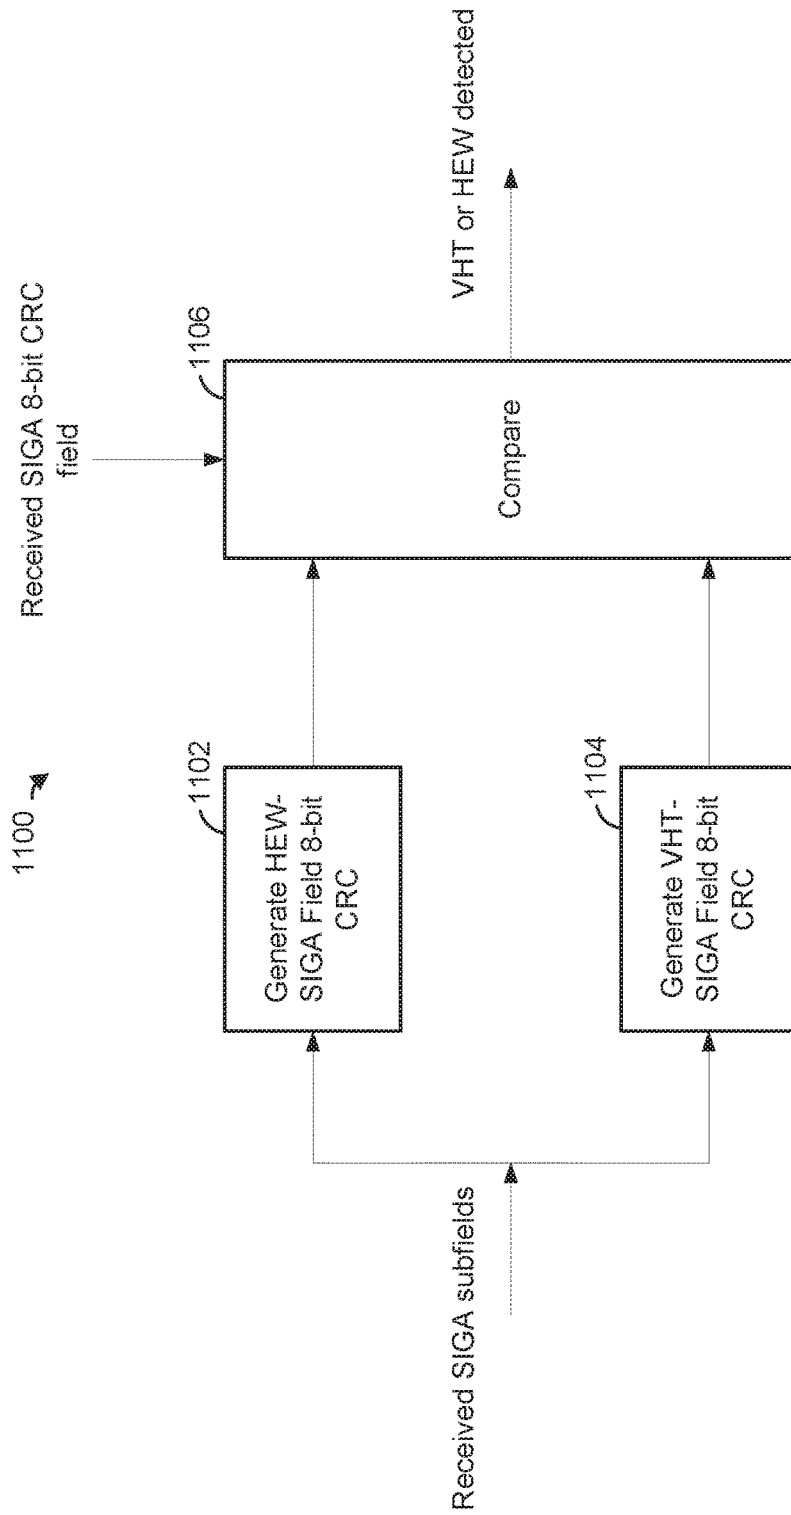 1100
Received SIGA 8-bit CRC
field
1102
Generate HEW-
SIGA Field 8-bit
CRC
1106
Compare
Received SIGA subfields
VHT or HEW detected
1104
Generate VHT-
SIGA Field 8-bit
CRC